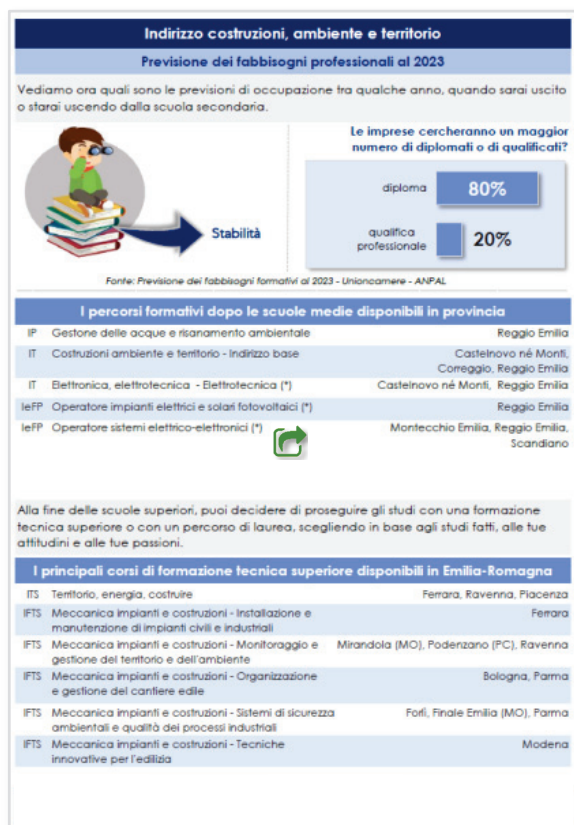 Indirizzo costruzioni, ambiente e territorio
Previsione dei fabbisogni professionali al 2023
Vediamo ora quali sono le previsioni di occupazione tra qualche anno, quando sarai uscito
o starai uscendo dalla scuola secondaria.
Stabilità
Le imprese cercheranno un maggior
numero di diplomati o di qualificati?
diploma 80%
qualifica
professionale 20%
Fonte: Previsione dei fabbisogni formativi al 2023 - Unioncamere - ANPAL
I percorsi formativi dopo le scuole medie disponibili in provincia
IP Gestone delle acque e risanamento ambientale Reggio Emilia
IT Costruzioni ambiente e territorio - Indirizzo base Castelnovo né Monti,
Correggio, Reggio Emilia
IT Elettronica, elettrotecnica - Elettrotecnica (*) Castelnovo né Monti, Reggio Emilia
IeFP Operatore impianti elettrici e solari fotovoltaici (*) Reggio Emilia
IeFP Operatore sistemi elettrico-elettronici (*) Montecchio Emilia, Reggio Emilia,
Scandiano
Alla fine delle scuole superiori, puoi decidere di proseguire gli studi con una formazione
tecnica superiore o con un percorso di laurea, scegliendo in base agli studi fatti, alle tue
attitudini e alle tue passioni.
I principali corsi di formazione tecnica superiore disponibili in Emilia-Romagna
ITS Territorio, energia, costruire Ferrara, Ravenna, Piacenza
IFTS Meccanica impianti e costruzioni - Installazione e Ferrara
manutenzione di impianti civili e industriali
IFTS Meccanica impianti e costruzioni - Monitoraggio e Mirandola (MO), Podenzano (PC), Ravenna
gestione del territorio e dell'ambiente
IFTS Meccanica impianti e costruzioni - Organizzazione Bologna, Parma
e gestione del cantiere edile
IFTS Meccanica impianti e costruzioni - Sistemi di sicurezza Forlì, Finale Emilia (MO), Parma
ambientali e qualità dei processi industriali
IFTS Meccanica impianti e costruzioni - Tecniche Modena
innovative per l'edilizia